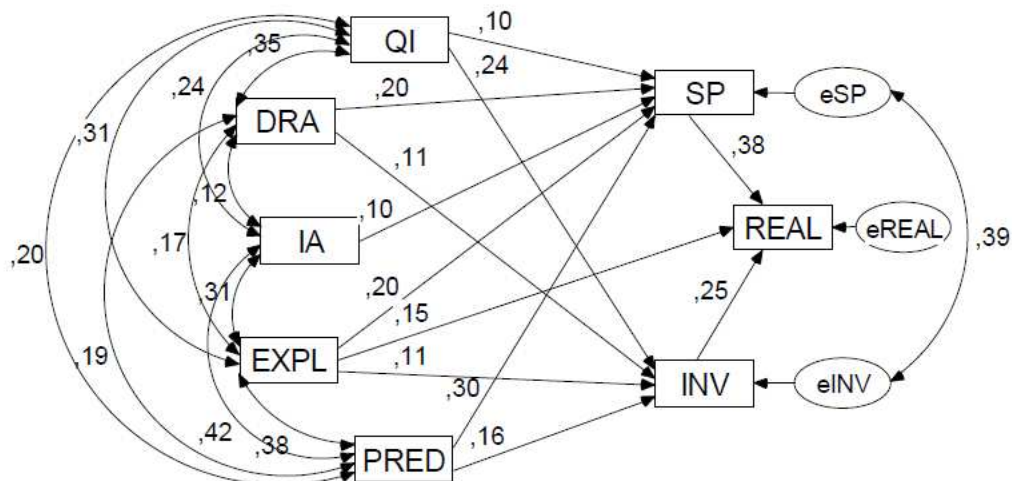 ,10
QI
,35
,24
,24
,20
SP
eSP
DRA
,31
,38
,11
,12
,10
REAL
eREAL
IA
,17
,39
,20
,20
,31
,25
,15
EXPL
,11
INV
eINV
,19
,30
,42
,38
,16
PRED